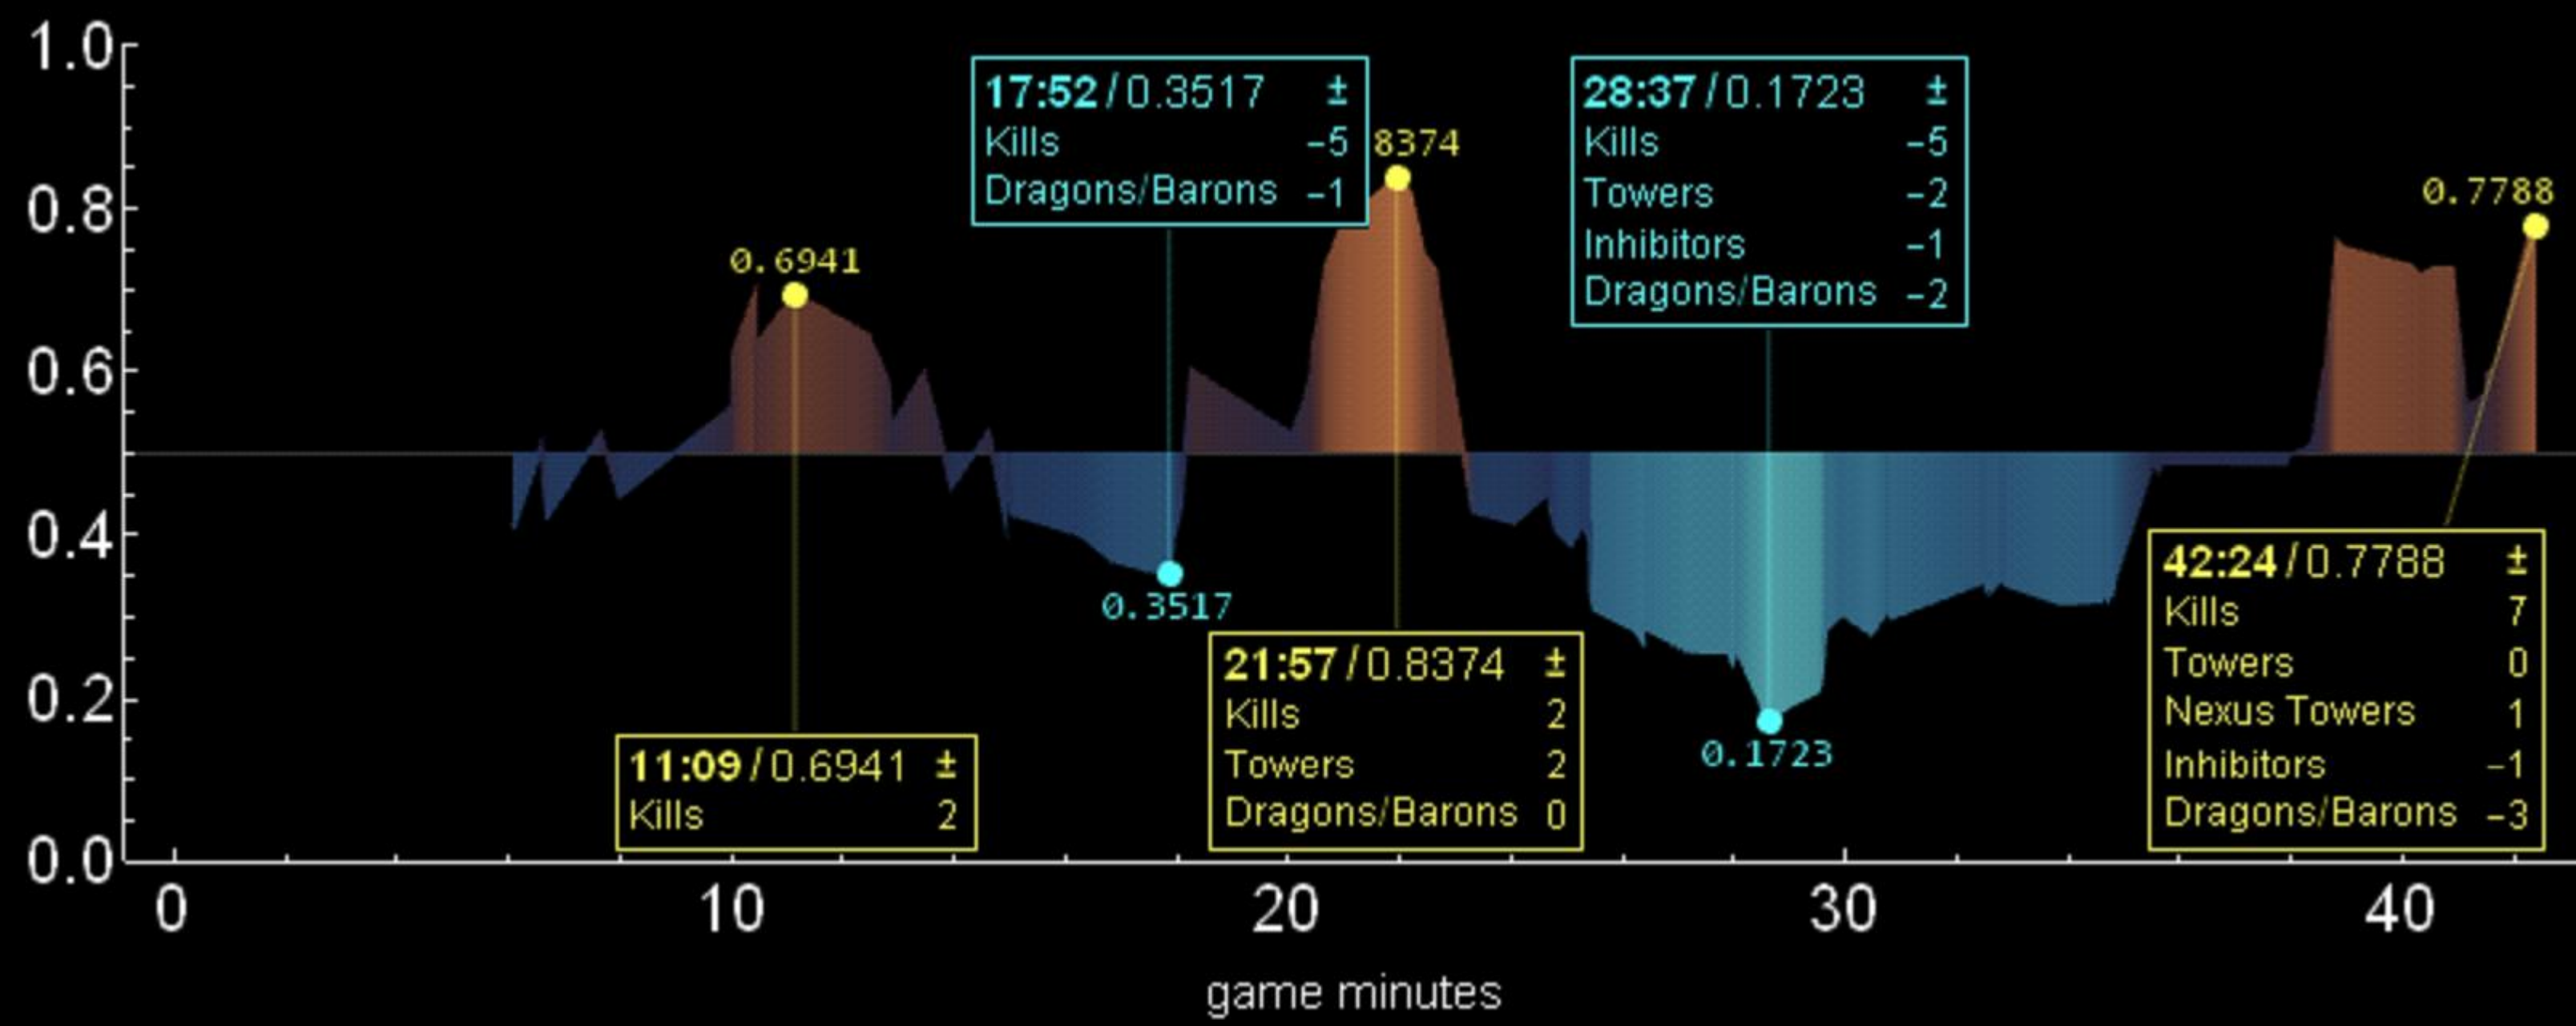 1.0
0.8
0.6
0.4
0.2
0.0
17:52/0.3517 ±
Kills −5
Dragons/Barons −1
28:37/0.1723 ±
Kills −5
Towers −2
Inhibitors −1
Dragons/Barons −2
8374
0.7788
0.6941
0.3517
0.1723
11:09/0.6941 ±
Kills 2
21:57/0.8374 ±
Kills 2
Towers 2
Dragons/Barons 0
42:24/0.7788 ±
Kills 7
Towers 0
Nexus Towers 1
Inhibitors −1
Dragons/Barons −3
0 10 20 30 40
game minutes